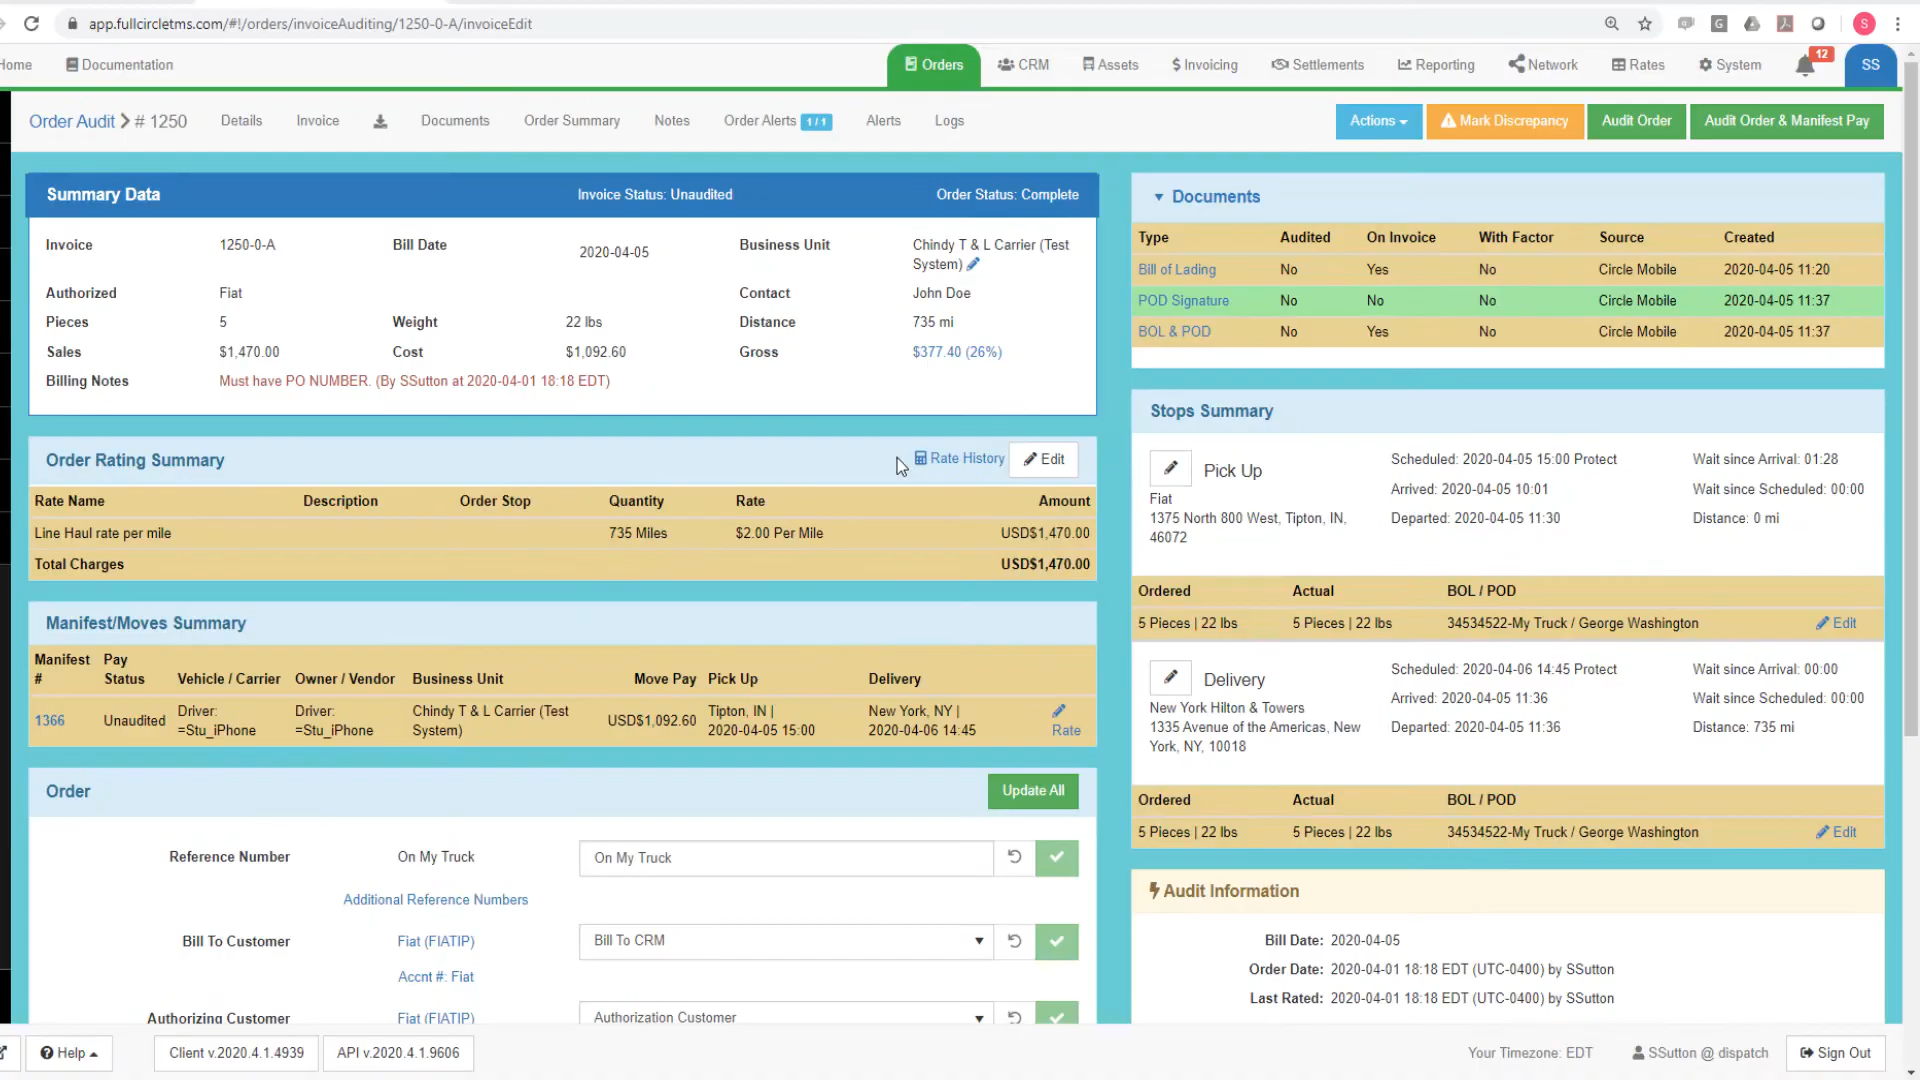 app.fullcircletms.com/#!/orders/invoiceAuditing/1250-0-A/invoiceEdit
G
S
Home Documentation Orders CRM Assets $ Invoicing Settlements Reporting Network Rates System 12 SS
Order Audit > # 1250 Details Invoice Documents Order Summary Notes Order Alerts 1 / 1 Alerts Logs Actions Mark Discrepancy Audit Order Audit Order & Manifest Pay
Summary Data Invoice Status: Unaudited Order Status: Complete
Invoice 1250-0-A Bill Date 2020-04-05 Business Unit Chindy T & L Carrier (Test
System)
Authorized Fiat Contact John Doe
Pieces 5 Weight 22 lbs Distance 735 mi
Sales $1,470.00 Cost $1,092.60 Gross $377.40 (26%)
Billing Notes Must have PO NUMBER. (By SSutton at 2020-04-01 18:18 EDT)
Order Rating Summary Rate History Edit
Rate Name Description Order Stop Quantity Rate Amount
Line Haul rate per mile 735 Miles $2.00 Per Mile USD$1,470.00
Total Charges USD$1,470.00
Manifest/Moves Summary
Manifest
#
Pay
Status
Vehicle / Carrier Owner / Vendor Business Unit Move Pay Pick Up Delivery
1366 Unaudited
Driver:
=Stu_iPhone
Driver:
=Stu_iPhone
Chindy T & L Carrier (Test
System)
USD$1,092.60
Tipton, IN |
2020-04-05 15:00
New York, NY |
2020-04-06 14:45
Rate
Order Update All
Reference Number On My Truck On My Truck
Additional Reference Numbers
Bill To Customer Fiat (FIATIP) Bill To CRM
Accnt #: Fiat
Authorizing Customer Fiat (FIATIP) Authorization Customer
Documents
Type Audited On Invoice With Factor Source Created
Bill of Lading No Yes No Circle Mobile 2020-04-05 11:20
POD Signature No No No Circle Mobile 2020-04-05 11:37
BOL & POD No Yes No Circle Mobile 2020-04-05 11:37
Stops Summary
Pick Up
Fiat
1375 North 800 West, Tipton, IN,
46072
Scheduled: 2020-04-05 15:00 Protect
Arrived: 2020-04-05 10:01
Departed: 2020-04-05 11:30
Wait since Arrival: 01:28
Wait since Scheduled: 00:00
Distance: 0 mi
Ordered Actual BOL / POD
5 Pieces | 22 lbs 5 Pieces | 22 lbs 34534522-My Truck / George Washington Edit
Delivery
New York Hilton & Towers
1335 Avenue of the Americas, New
York, NY, 10018
Scheduled: 2020-04-06 14:45 Protect
Arrived: 2020-04-05 11:36
Departed: 2020-04-05 11:36
Wait since Arrival: 00:00
Wait since Scheduled: 00:00
Distance: 735 mi
Ordered Actual BOL / POD
5 Pieces | 22 lbs 5 Pieces | 22 lbs 34534522-My Truck / George Washington Edit
Audit Information
Bill Date: 2020-04-05
Order Date: 2020-04-01 18:18 EDT (UTC-0400) by SSutton
Last Rated: 2020-04-01 18:18 EDT (UTC-0400) by SSutton
Help Client v.2020.4.1.4939 API v.2020.4.1.9606 Your Timezone: EDT SSutton @ dispatch Sign Out